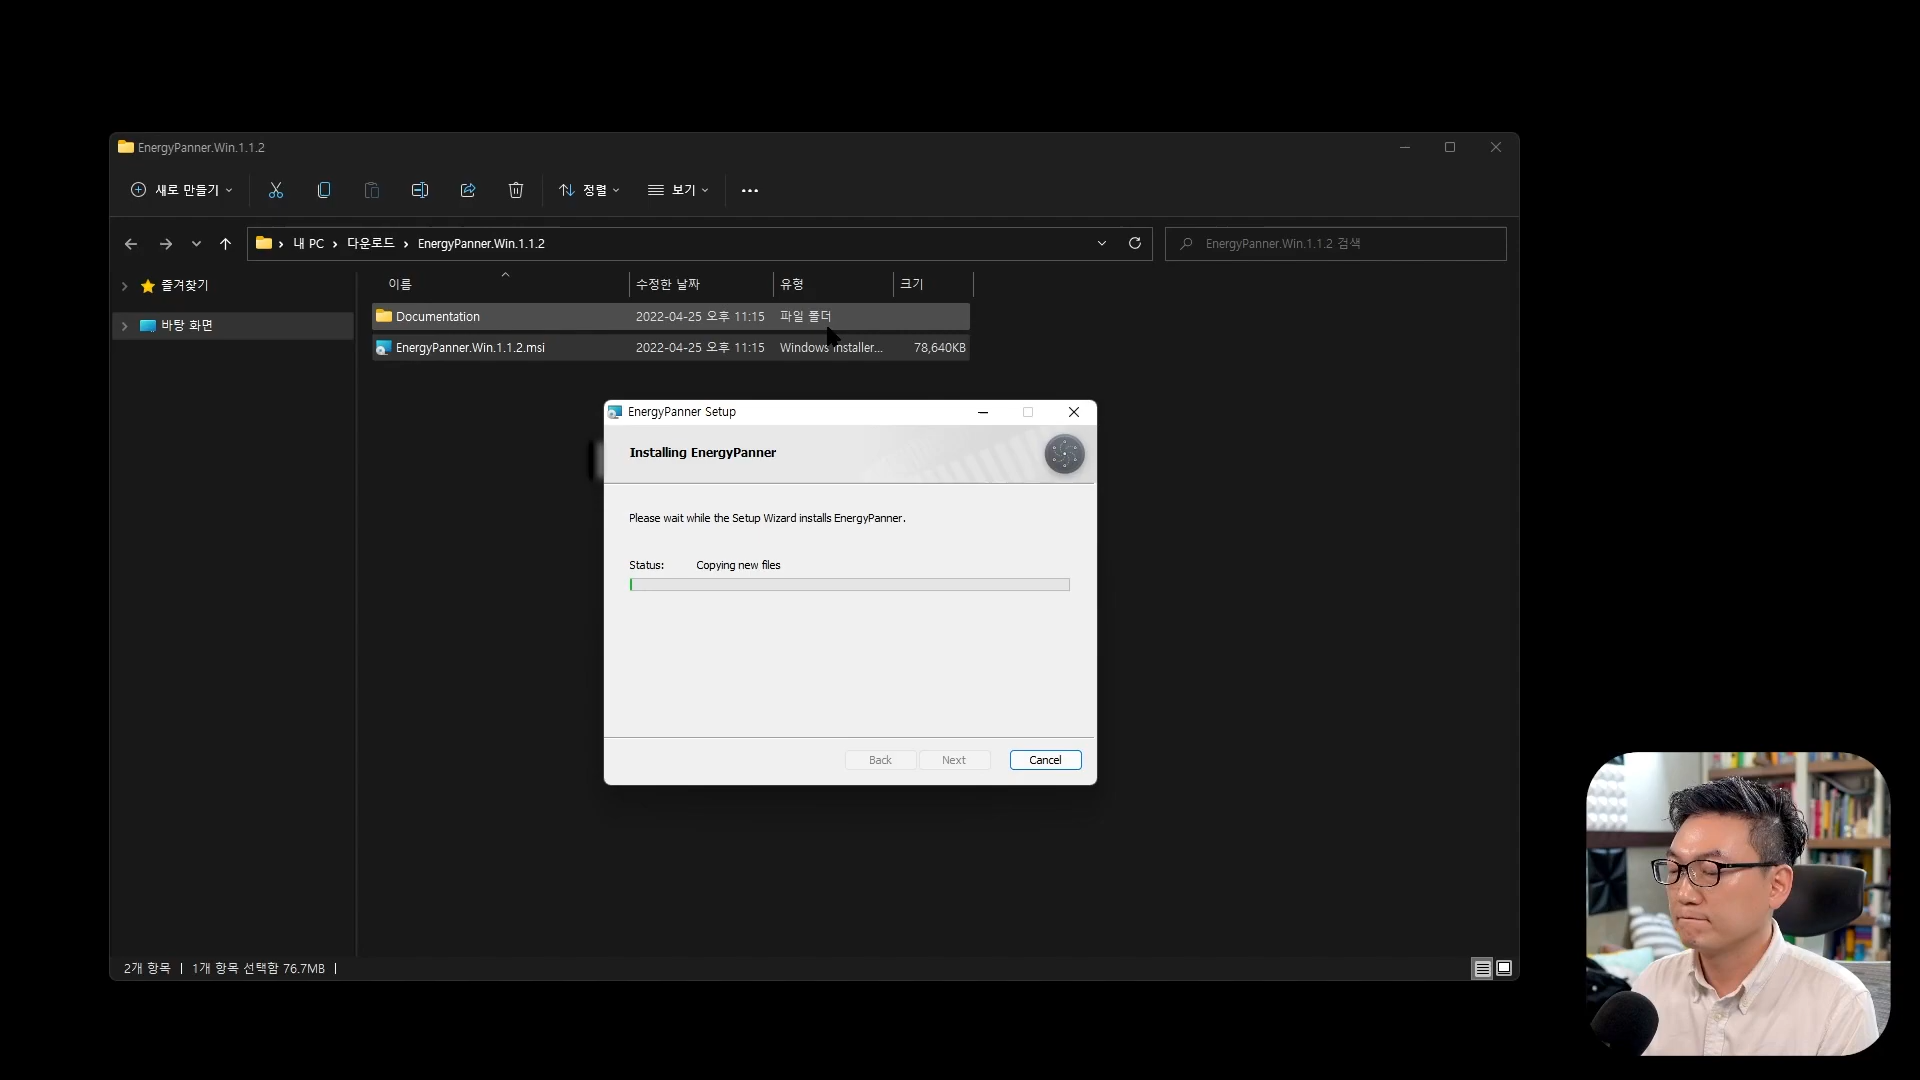 EnergyPanner.Win.1.1.2
새로 만들기
정렬
보기
내 PC
다운로드
EnergyPanner.Win.1.1.2
EnergyPanner.Win.1.1.2 검색
즐겨찾기
바탕 화면
이름
수정한 날짜
유형
크기
Documentation
2022-04-25 오후 11:15
파일 폴더
EnergyPanner.Win.1.1.2.msi
2022-04-25 오후 11:15
Windows Installer...
78,640KB
EnergyPanner Setup
Installing EnergyPanner
Please wait while the Setup Wizard installs EnergyPanner.
Status:
Copying new files
Back
Next
Cancel
2개 항목
1개 항목 선택함 76.7MB